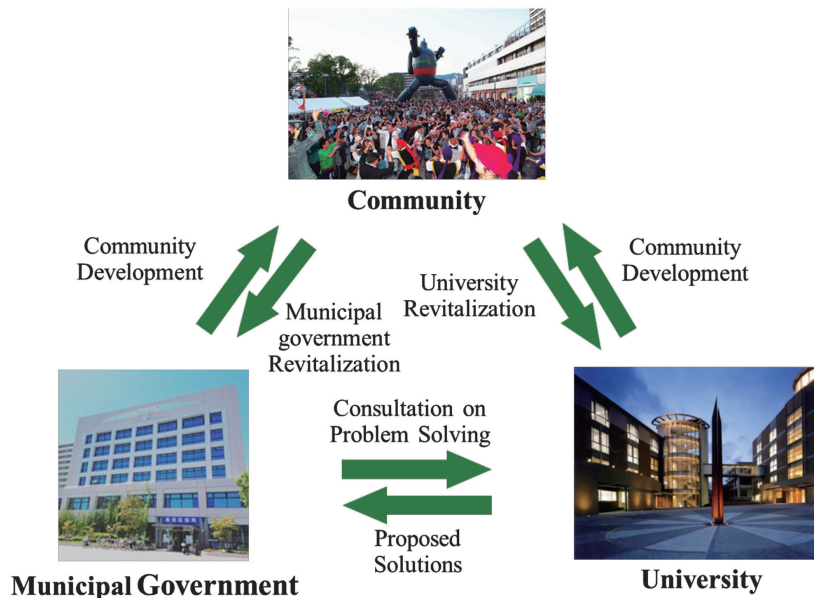 Community
Community
Development
Municipal
government
Revitalization
University
Revitalization
Community
Development
Consultation on
Problem Solving
Proposed
Solutions
Municipal Government
University